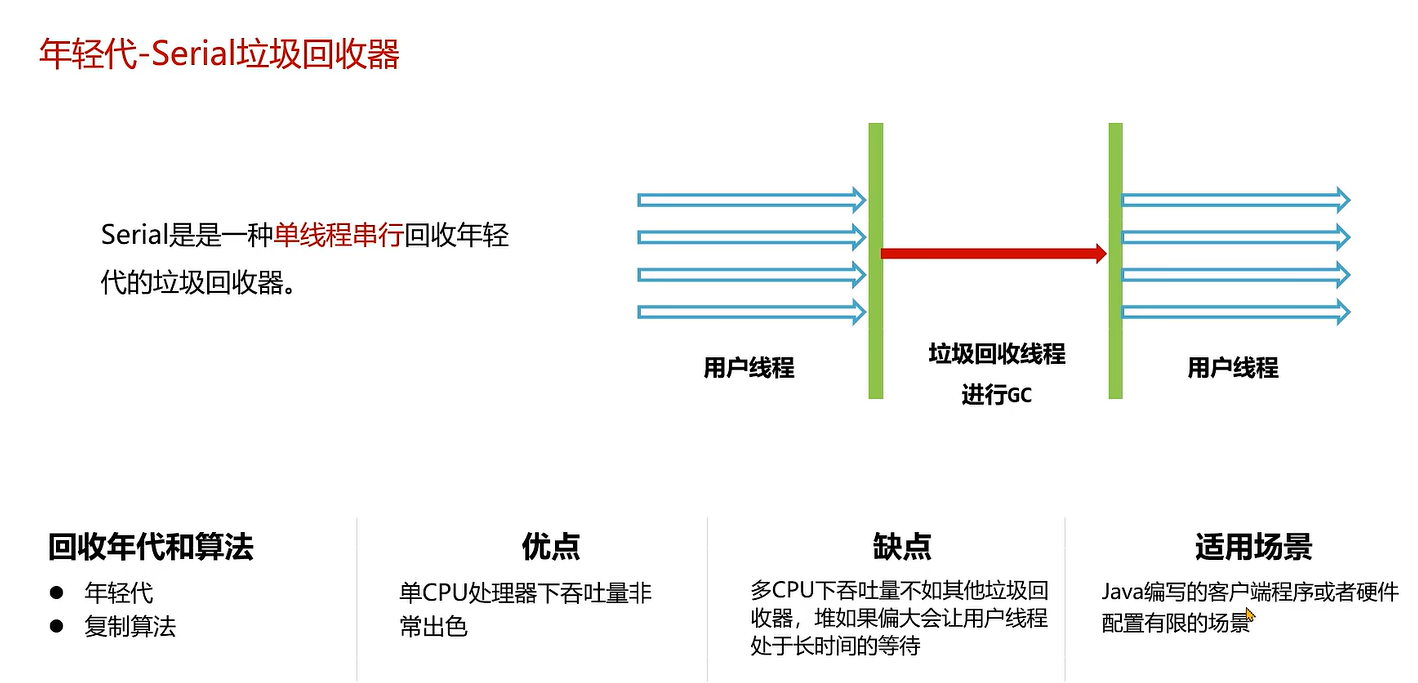 年轻代-Serial垃圾回收器
Serial是是一种单线程串行回收年轻
代的垃圾回收器。
用户线程
垃圾回收线程
进行GC
用户线程
回收年代和算法
● 年轻代
● 复制算法
优点
单CPU处理器下吞吐量非
常出色
缺点
多CPU下吞吐量不如其他垃圾回
收器，堆如果偏大会让用户线程
处于长时间的等待
适用场景
Java编写的客户端程序或者硬件
配置有限的场景